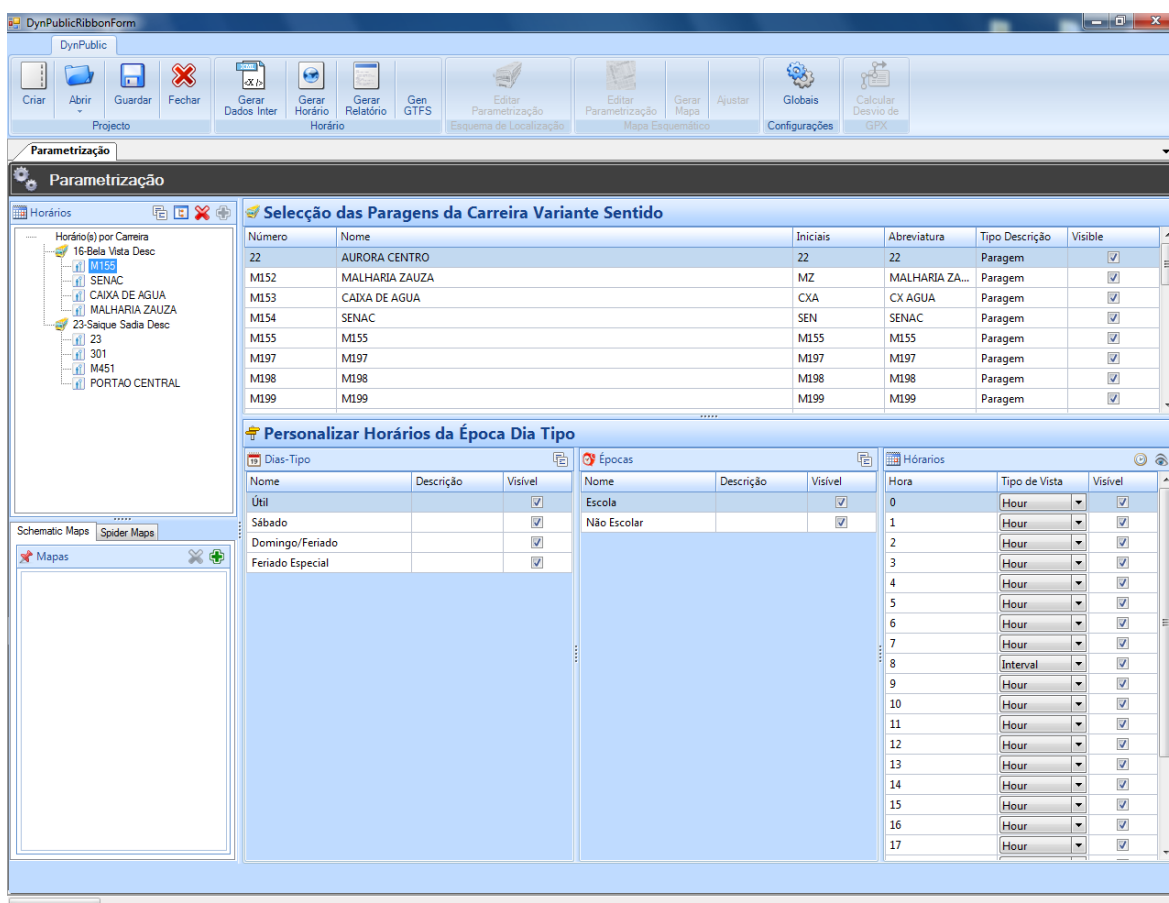 DynPublicRibbonForm
DynPublic
Criar
Abrir
Guardar
Fechar
Gerar Dados Inter
Gerar Horário
Gerar Relatório
Gen GTFS
Editar Parametrização
Editar Parametrização
Gerar Mapa
Ajustar
Globais
Calcular Desvio de
Projecto
Horário
Esquema de Localização
Mapa Esquemático
Configurações
GPX
Parametrização
Parametrização
Horários
Horário(s) por Carreira
16-Bela Vista Desc
M155
SENAC
CAIXA DE AGUA
MALHARIA ZAUZA
23-Saique Sadia Desc
23
301
M451
PORTAO CENTRAL
Schematic Maps Spider Maps
Mapas
Selecção das Paragens da Carreira Variante Sentido
Número Nome Iniciais Abreviatura Tipo Descrição Visible
22 AURORA CENTRO 22 22 Paragem
M152 MALHARIA ZAUZA MZ MALHARIA ZA... Paragem
M153 CAIXA DE AGUA CXA CX AGUA Paragem
M154 SENAC SEN SENAC Paragem
M155 M155 M155 M155 Paragem
M197 M197 M197 M197 Paragem
M198 M198 M198 M198 Paragem
M199 M199 M199 M199 Paragem
Personalizar Horários da Época Dia Tipo
19 Dias-Tipo
Nome Descrição Visível
Útil
Sábado
Domingo/Feriado
Feriado Especial
Épocas
Nome Descrição Visível
Escola
Não Escolar
Hórarios
Hora Tipo de Vista Visível
0 Hour
1 Hour
2 Hour
3 Hour
4 Hour
5 Hour
6 Hour
7 Hour
8 Interval
9 Hour
10 Hour
11 Hour
12 Hour
13 Hour
14 Hour
15 Hour
16 Hour
17 Hour